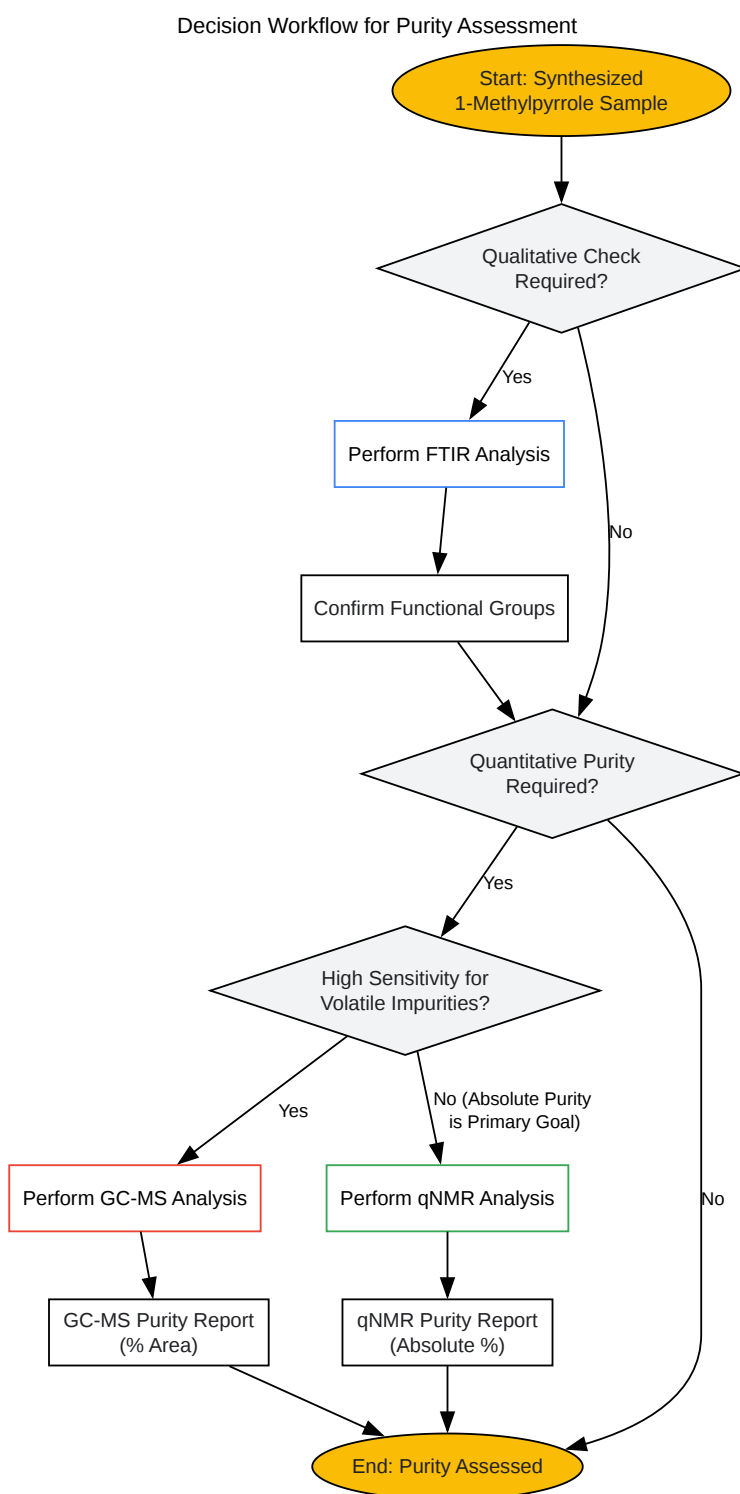 Decision Workflow for Purity Assessment
Start: Synthesized
1-Methylpyrrole Sample
Qualitative Check
Required?
Yes
Perform FTIR Analysis
No
Confirm Functional Groups
Quantitative Purity
Required?
Yes
High Sensitivity for
Volatile Impurities?
Yes
No (Absolute Purity
is Primary Goal)
Perform GC-MS Analysis
Perform qNMR Analysis
No
GC-MS Purity Report
(% Area)
qNMR Purity Report
(Absolute %)
End: Purity Assessed